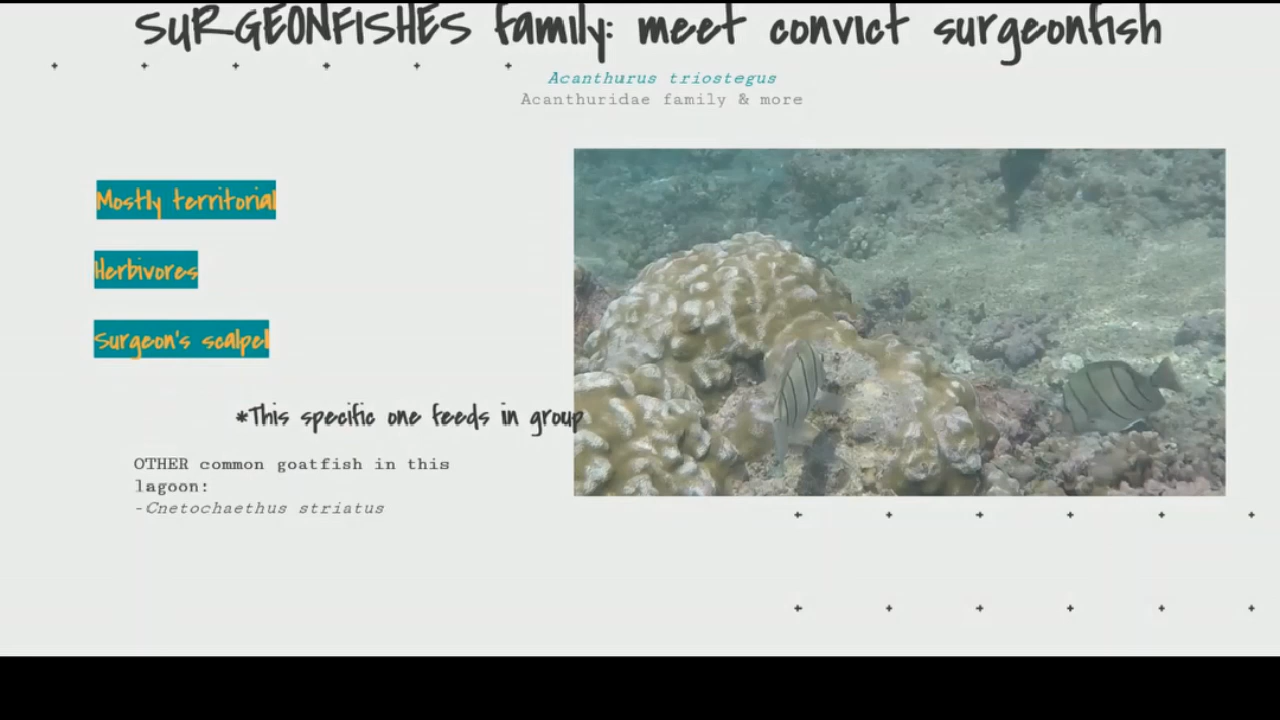 SURGEONFISHES family: meet convict surgeonfish
Acanthurus triostegus
Acanthuridae family & more
Mostly territorial
Herbivores
Surgeon's scalpel
*This specific one feeds in group
OTHER common goatfish in this
lagoon:
-Cnetochaethus striatus